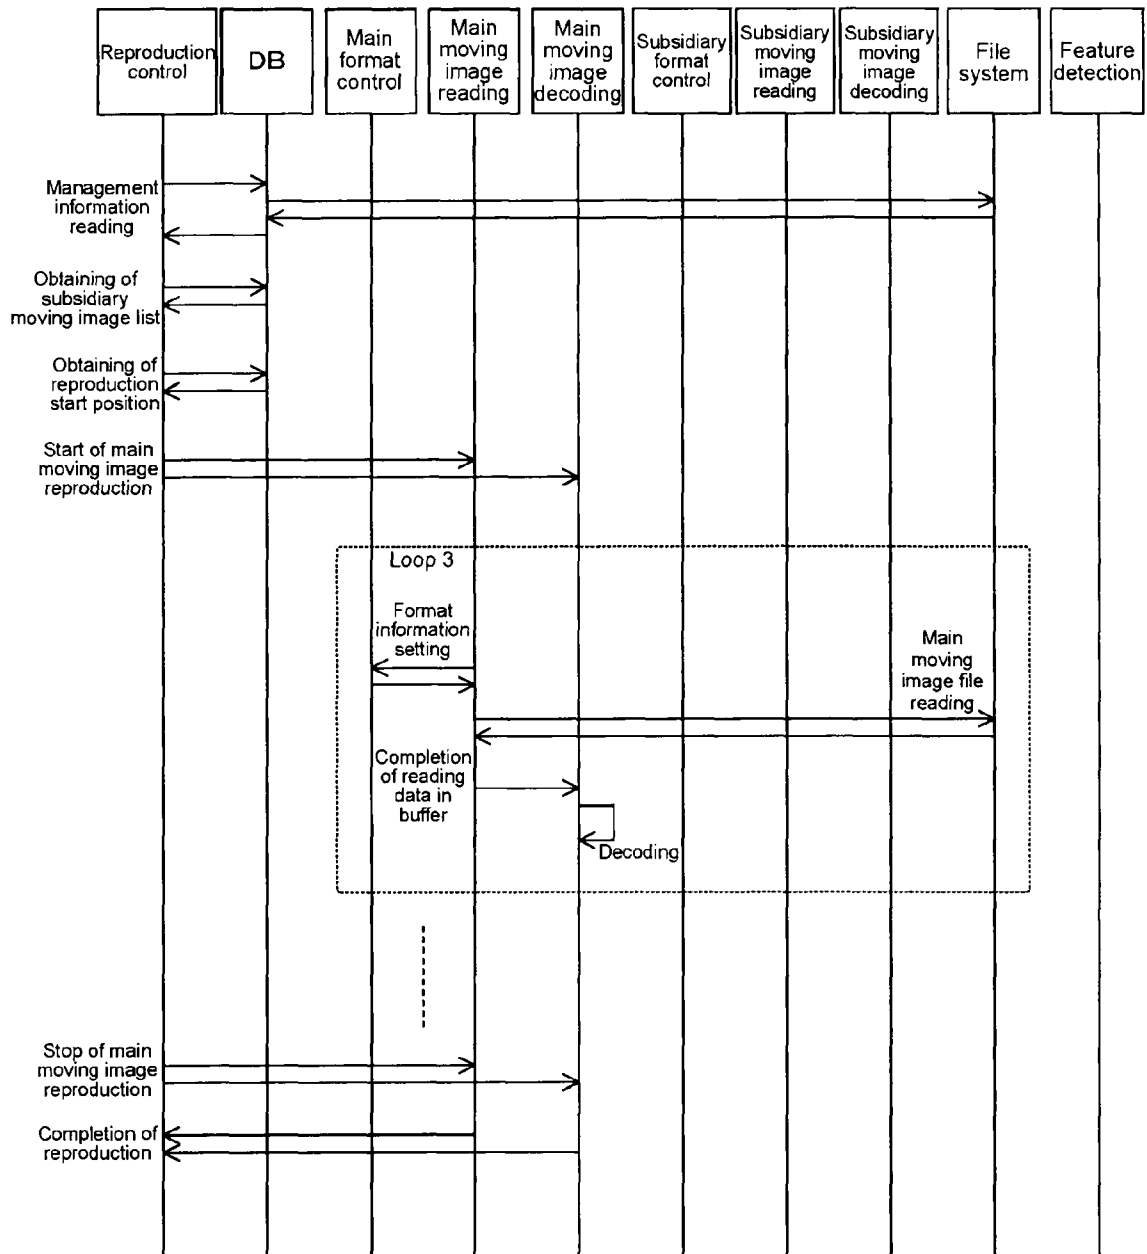 Reproduction
control
DB
Main
format
control
Main
moving
image
reading
Main
moving
image
decoding
Subsidiary
format
control
Subsidiary
moving
image
reading
Subsidiary
moving
image
decoding
File
system
Feature
detection
Management
information
reading
Obtaining of
subsidiary
moving image list
Obtaining of
reproduction
start position
Start of main
moving image
reproduction
Loop 3
Format
information
setting
Main
moving
image file
reading
Completion
of reading
data in
buffer
Decoding
Stop of main
moving image
reproduction
Completion of
reproduction